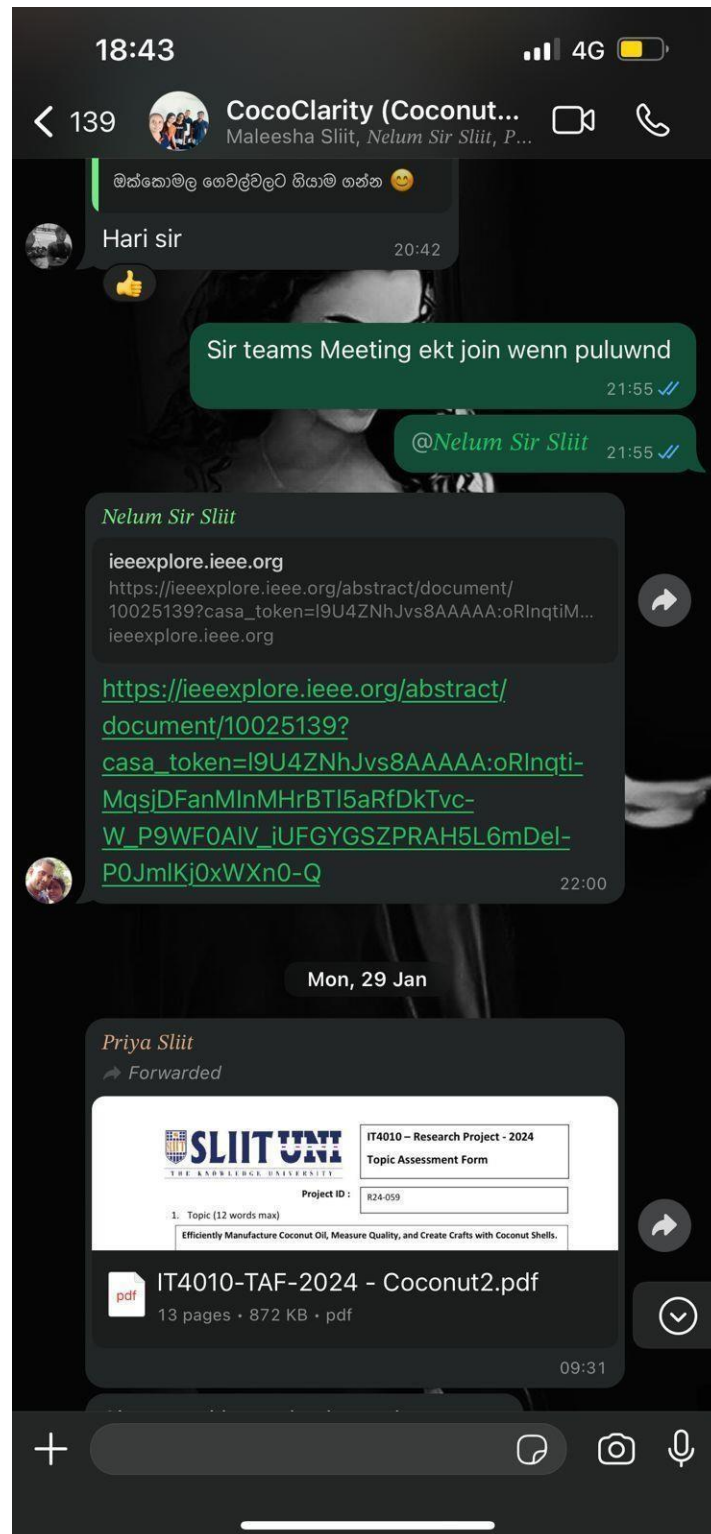 18:43
4G
139
CocoClarity (Coconut...
Maleesha Sliit, Nelum Sir Sliit, P...
ඔක්කොමල ගෙවල්වලට ගියාම ගන්න 😊
Hari sir
20:42
👍
Sir teams Meeting ekt join wenn puluwnd
21:55
@Nelum Sir Sliit 21:55
Nelum Sir Sliit
ieeexplore.ieee.org
https://ieeexplore.ieee.org/abstract/document/
10025139?casa_token=l9U4ZNhJvs8AAAAA:oRInqtiM...
ieeexplore.ieee.org
https://ieeexplore.ieee.org/abstract/
document/10025139?
casa_token=l9U4ZNhJvs8AAAAA:oRInqti-
MqsjDFanMlnMHrBTl5aRfDkTvc-
W_P9WF0AlV_iUFGYGSZPRAH5L6mDel-
P0JmlKj0xWXn0-Q
22:00
Mon, 29 Jan
Priya Sliit
Forwarded
SLIIT UNI
THE KNOWLEDGE UNIVERSITY
IT4010 – Research Project - 2024
Topic Assessment Form
Project ID :
R24-059
1. Topic (12 words max)
Efficiently Manufacture Coconut Oil, Measure Quality, and Create Crafts with Coconut Shells.
pdf
IT4010-TAF-2024 - Coconut2.pdf
13 pages • 872 KB • pdf
09:31